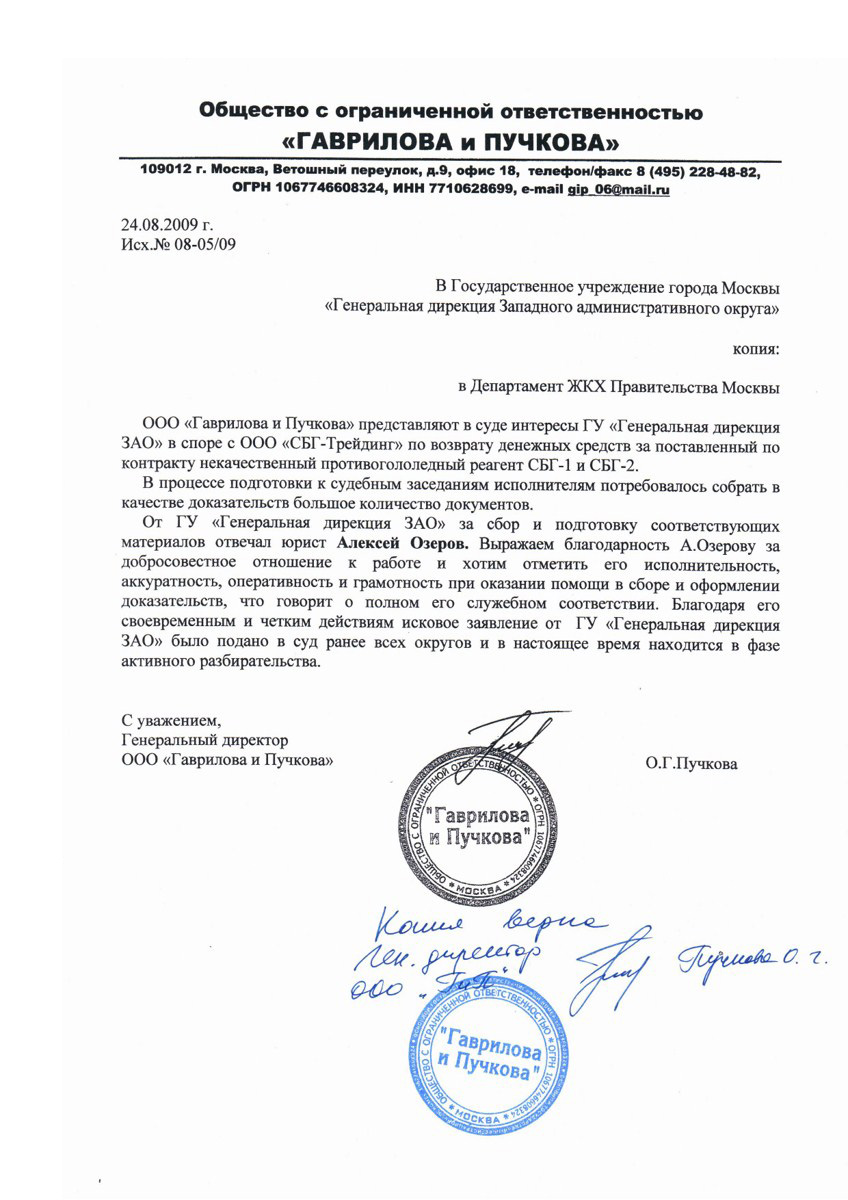 Общество с ограниченной ответственностью
«ГАВРИЛОВА и ПУЧКОВА»
109012 г. Москва, Ветошный переулок, д.9, офис 18, телефон/факс 8 (495) 228-48-82,
ОГРН 1067746608324, ИНН 7710628699, e-mail gip_06@mail.ru
24.08.2009 г.
Исх.№ 08-05/09
В Государственное учреждение города Москвы
«Генеральная дирекция Западного административного округа»
копия:
в Департамент ЖКХ Правительства Москвы
ООО «Гаврилова и Пучкова» представляют в суде интересы ГУ «Генеральная дирекция
ЗАО» в споре с ООО «СБГ-Трейдинг» по возврату денежных средств за поставленный по
контракту некачественный противогололедный реагент СБГ-1 и СБГ-2.
В процессе подготовки к судебным заседаниям исполнителям потребовалось собрать в
качестве доказательств большое количество документов.
От ГУ «Генеральная дирекция ЗАО» за сбор и подготовку соответствующих
материалов отвечал юрист Алексей Озеров. Выражаем благодарность А.Озерову за
добросовестное отношение к работе и хотим отметить его исполнительность,
аккуратность, оперативность и грамотность при оказании помощи в сборе и оформлении
доказательств, что говорит о полном его служебном соответствии. Благодаря его
своевременным и четким действиям исковое заявление от ГУ «Генеральная дирекция
ЗАО» было подано в суд ранее всех округов и в настоящее время находится в фазе
активного разбирательства.
С уважением,
Генеральный директор
ООО «Гаврилова и Пучкова»
О.Г.Пучкова
ОБЩЕСТВО С ОГРАНИЧЕННОЙ ОТВЕТСТВЕННОСТЬЮ * ОГРН 1067746608324 * МОСКВА *
"Гаврилова
и Пучкова"
Копия верна
Ген. директор
ООО „ГиП"
Пучкова О. Г.
ОБЩЕСТВО С ОГРАНИЧЕННОЙ ОТВЕТСТВЕННОСТЬЮ * ОГРН 1067746608324 * МОСКВА *
"Гаврилова
и Пучкова"